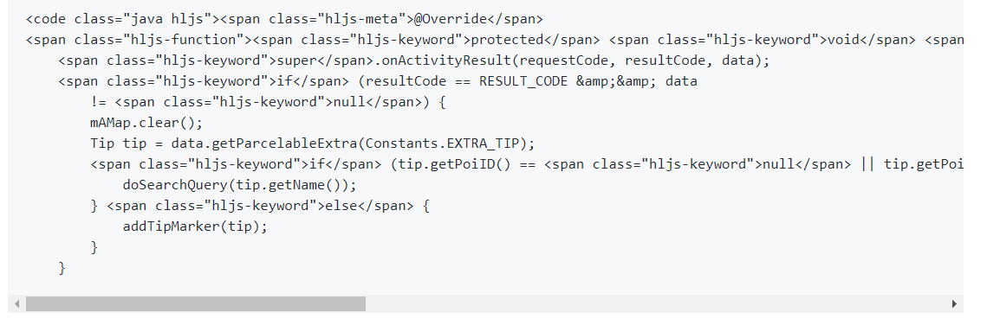 <code class="java hljs"><span class="hljs-meta">@Override</span>
<span class="hljs-function"><span class="hljs-keyword">protected</span> <span class="hljs-keyword">void</span> <span
<span class="hljs-keyword">super</span>.onActivityResult(requestCode, resultCode, data);
<span class="hljs-keyword">if</span> (resultCode == RESULT_CODE &amp;&amp; data
!= <span class="hljs-keyword">null</span>) {
mAMap.clear();
Tip tip = data.getParcelableExtra(Constants.EXTRA_TIP);
<span class="hljs-keyword">if</span> (tip.getPoiID() == <span class="hljs-keyword">null</span> || tip.getPoi
doSearchQuery(tip.getName());
} <span class="hljs-keyword">else</span> {
addTipMarker(tip);
}
}